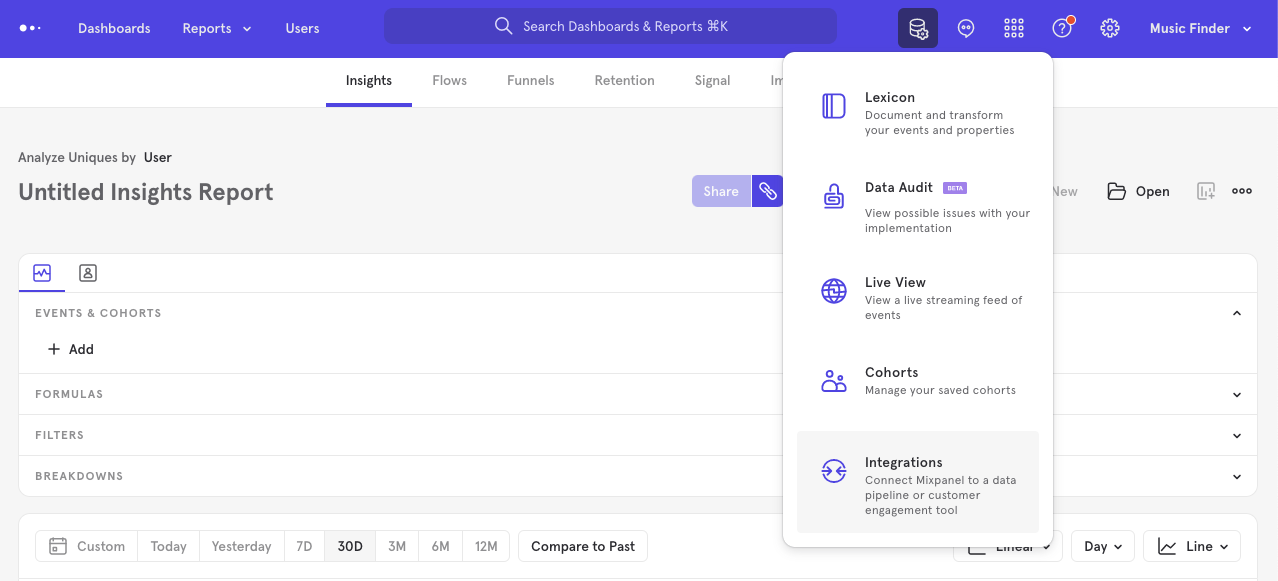 Dashboards
Reports
Users
Search Dashboards & Reports ⌘K
Music Finder
Insights
Flows
Funnels
Retention
Signal
Analyze Uniques by User
Untitled Insights Report
Share
New
Open
Lexicon
Document and transform
your events and properties
Data Audit BETA
View possible issues with your
implementation
Live View
View a live streaming feed of
events
Cohorts
Manage your saved cohorts
Integrations
Connect Mixpanel to a data
pipeline or customer
engagement tool
EVENTS & COHORTS
Add
FORMULAS
FILTERS
BREAKDOWNS
Custom
Today
Yesterday
7D
30D
3M
6M
12M
Compare to Past
Linear
Day
Line